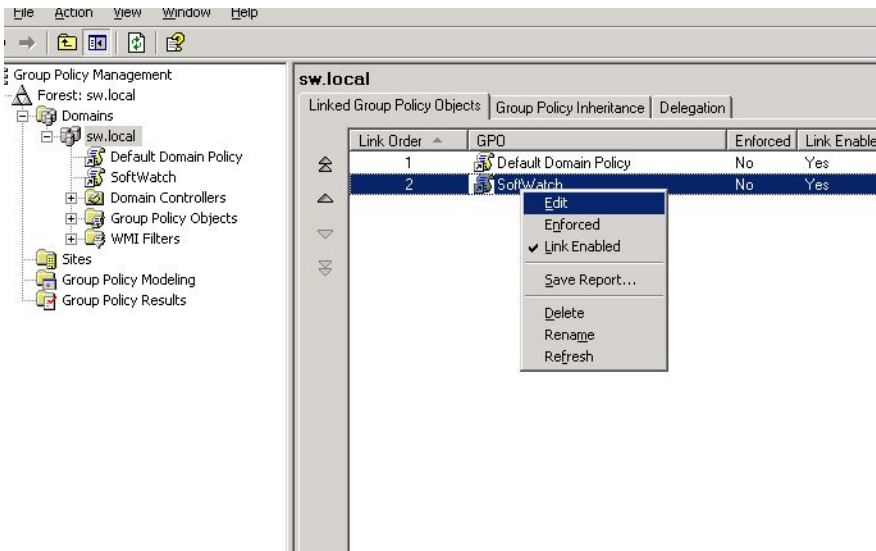 File Action View Window Help
Group Policy Management
Forest: sw.local
Domains
sw.local
Default Domain Policy
SoftWatch
Domain Controllers
Group Policy Objects
WMI Filters
Sites
Group Policy Modeling
Group Policy Results
sw.local
Linked Group Policy Objects Group Policy Inheritance Delegation
Link Order GPO Enforced Link Enable
1 Default Domain Policy No Yes
2 SoftWatch No Yes
Edit
Enforced
Link Enabled
Save Report...
Delete
Rename
Refresh